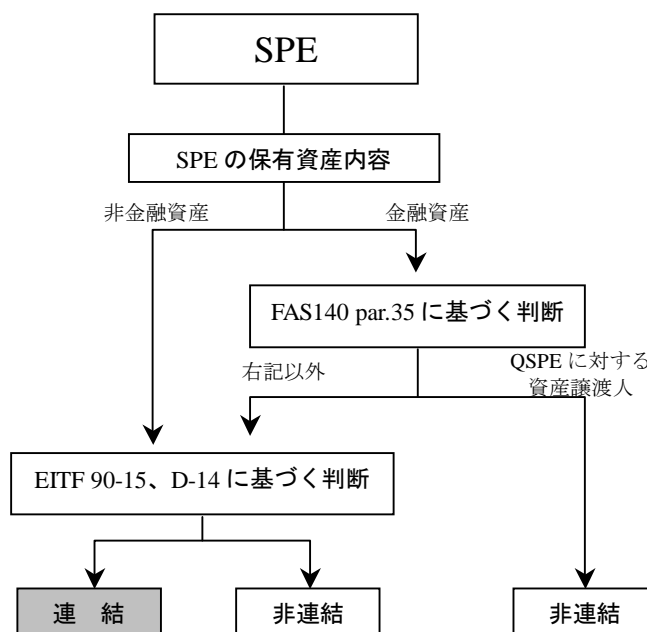 SPE
SPE の保有資産内容
非金融資産
金融資産
FAS140 par.35 に基づく判断
右記以外
QSPE に対する
資産譲渡人
EITF 90-15、D-14 に基づく判断
連　結
非連結
非連結